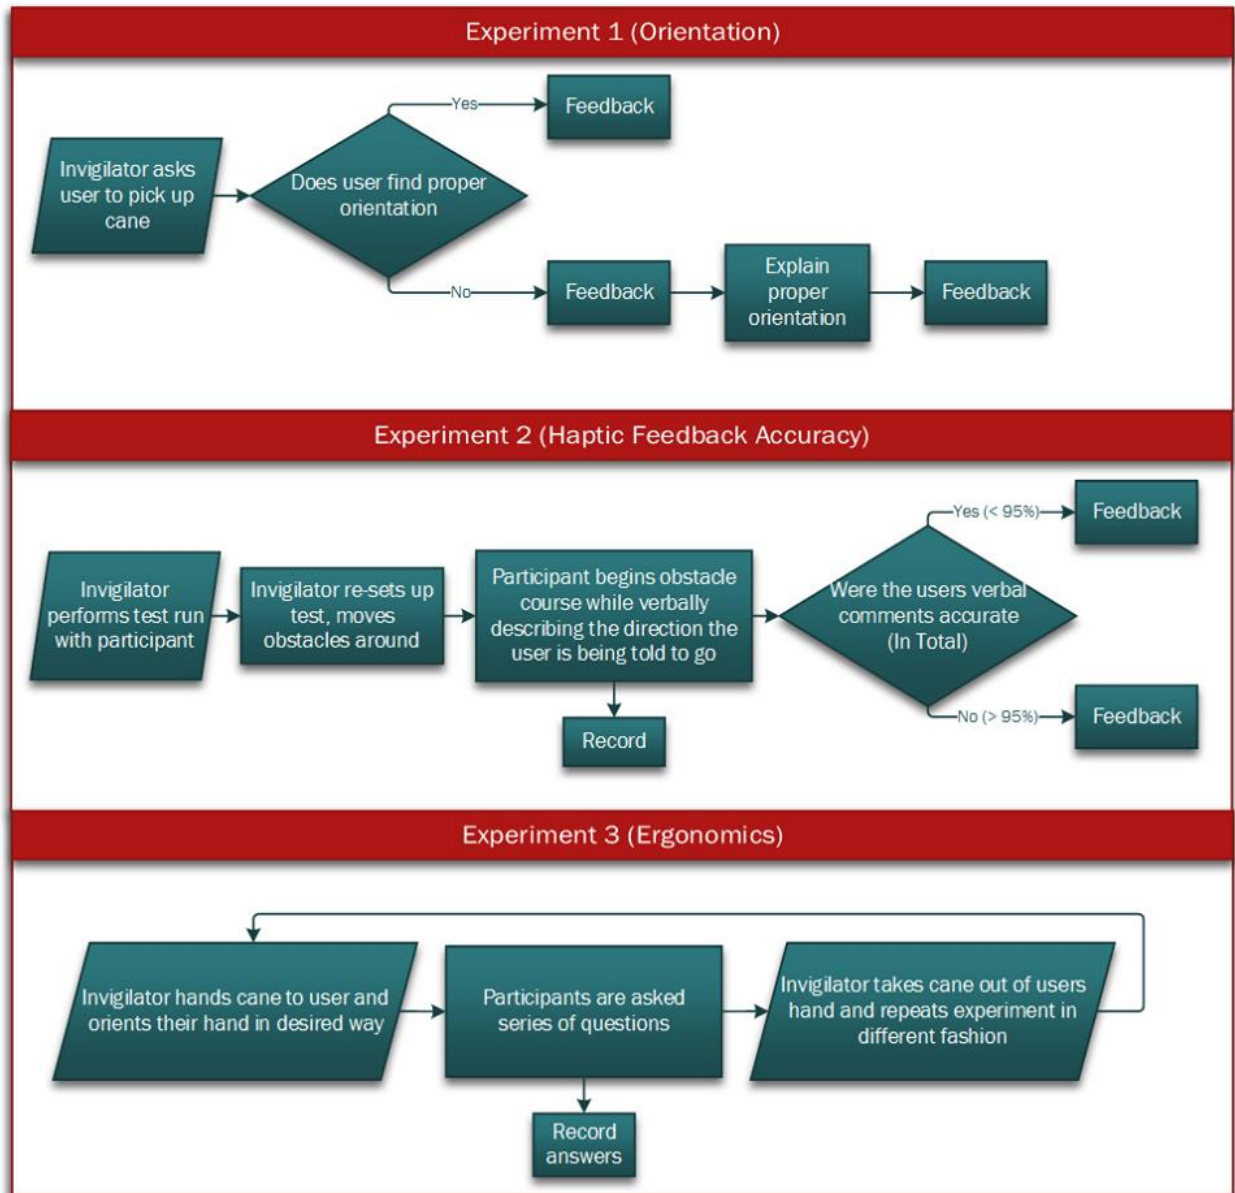 Experiment 1 (Orientation)
Invigilator asks
user to pick up
cane
Does user find proper
orientation
Yes
Feedback
No
Feedback
Explain
proper
orientation
Feedback
Experiment 2 (Haptic Feedback Accuracy)
Invigilator
performs test run
with participant
Invigilator re-sets up
test, moves
obstacles around
Participant begins obstacle
course while verbally
describing the direction the
user is being told to go
Record
Were the users verbal
comments accurate
(In Total)
Yes (< 95%)
Feedback
No (> 95%)
Feedback
Experiment 3 (Ergonomics)
Invigilator hands cane to user and
orients their hand in desired way
Participants are asked
series of questions
Record
answers
Invigilator takes cane out of users
hand and repeats experiment in
different fashion